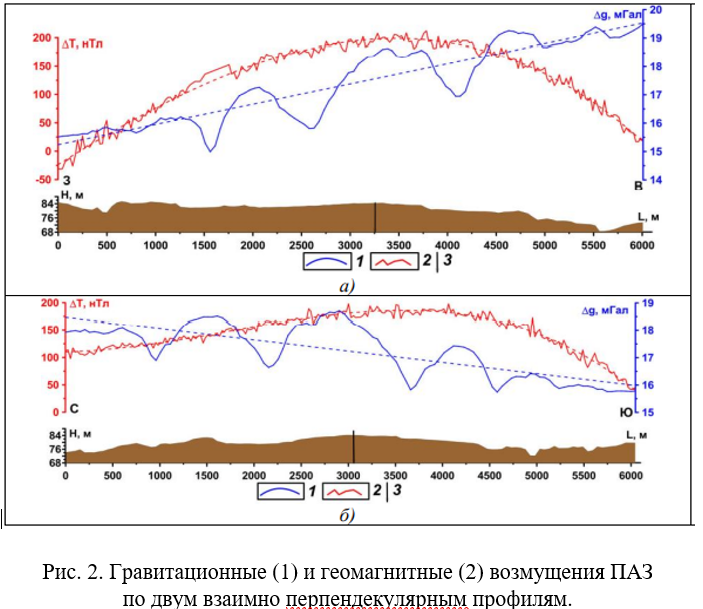 ΔT, нТл
Δg, мГал
200
150
100
50
0
-50
20
19
18
17
16
15
14
З
В
H, м
84
76
68
L, м
0 500 1000 1500 2000 2500 3000 3500 4000 4500 5000 5500 6000
1 2 3
а)
ΔT, нТл
Δg, мГал
200
150
100
50
0
19
18
17
16
15
С
Ю
H, м
84
76
68
L, м
0 500 1000 1500 2000 2500 3000 3500 4000 4500 5000 5500 6000
1 2 3
б)
Рис. 2. Гравитационные (1) и геомагнитные (2) возмущения ПАЗ
по двум взаимно перпендекулярным профилям.